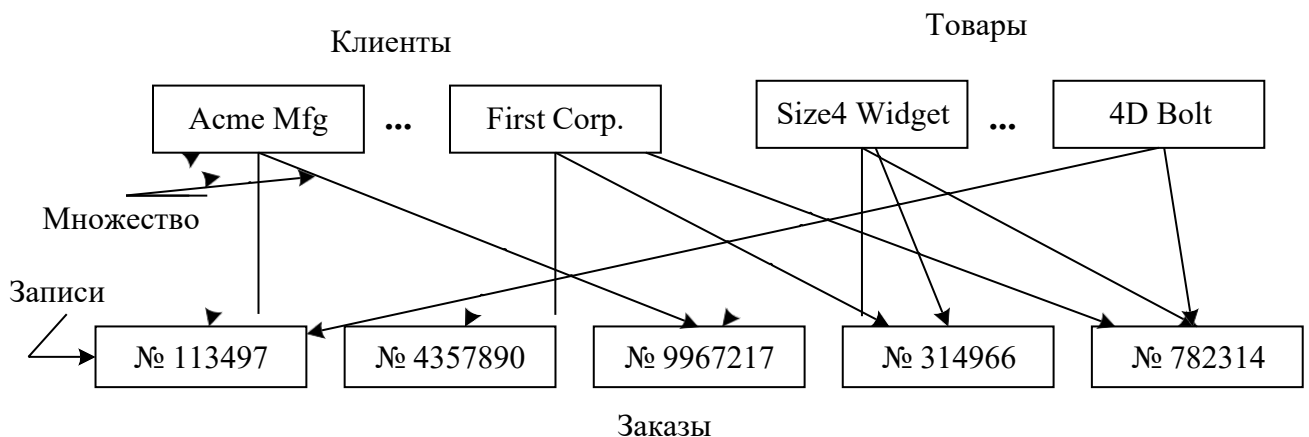 Клиенты
Товары
Acme Mfg
...
First Corp.
Size4 Widget
...
4D Bolt
Множество
Записи
№ 113497
№ 4357890
№ 9967217
№ 314966
№ 782314
Заказы